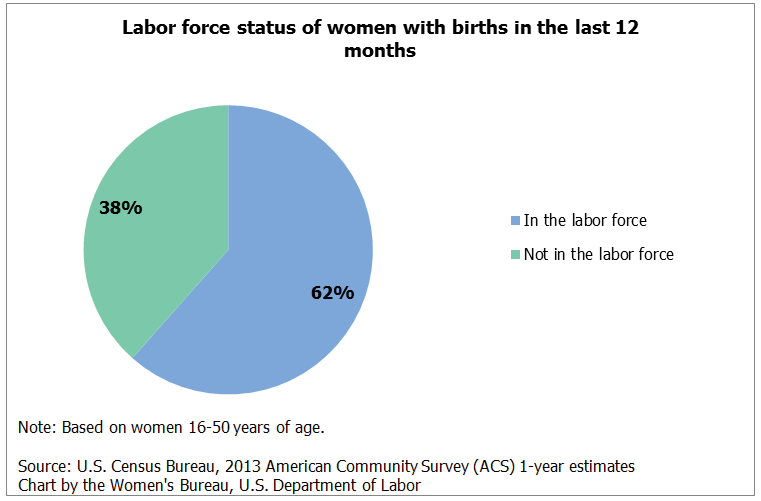 Labor force status of women with births in the last 12
months
38%
62%
In the labor force
Not in the labor force
Note: Based on women 16-50 years of age.
Source: U.S. Census Bureau, 2013 American Community Survey (ACS) 1-year estimates
Chart by the Women's Bureau, U.S. Department of Labor